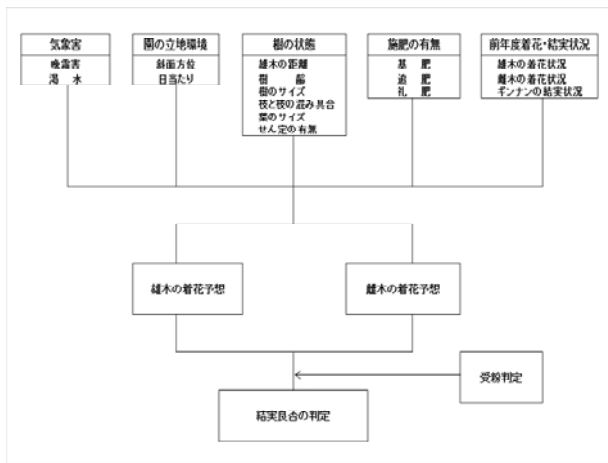 気象害
晩霜害
渇 水
園の立地環境
斜面方位
日当たり
樹の状態
雄木の距離
樹 齢
樹のサイズ
枝と枝の混み具合
葉のサイズ
せん定の有無
施肥の有無
基 肥
追 肥
礼 肥
前年度着花・結実状況
雄木の着花状況
雌木の着花状況
ギンナンの結実状況
雄木の着花予想
雌木の着花予想
受粉判定
結実良否の判定